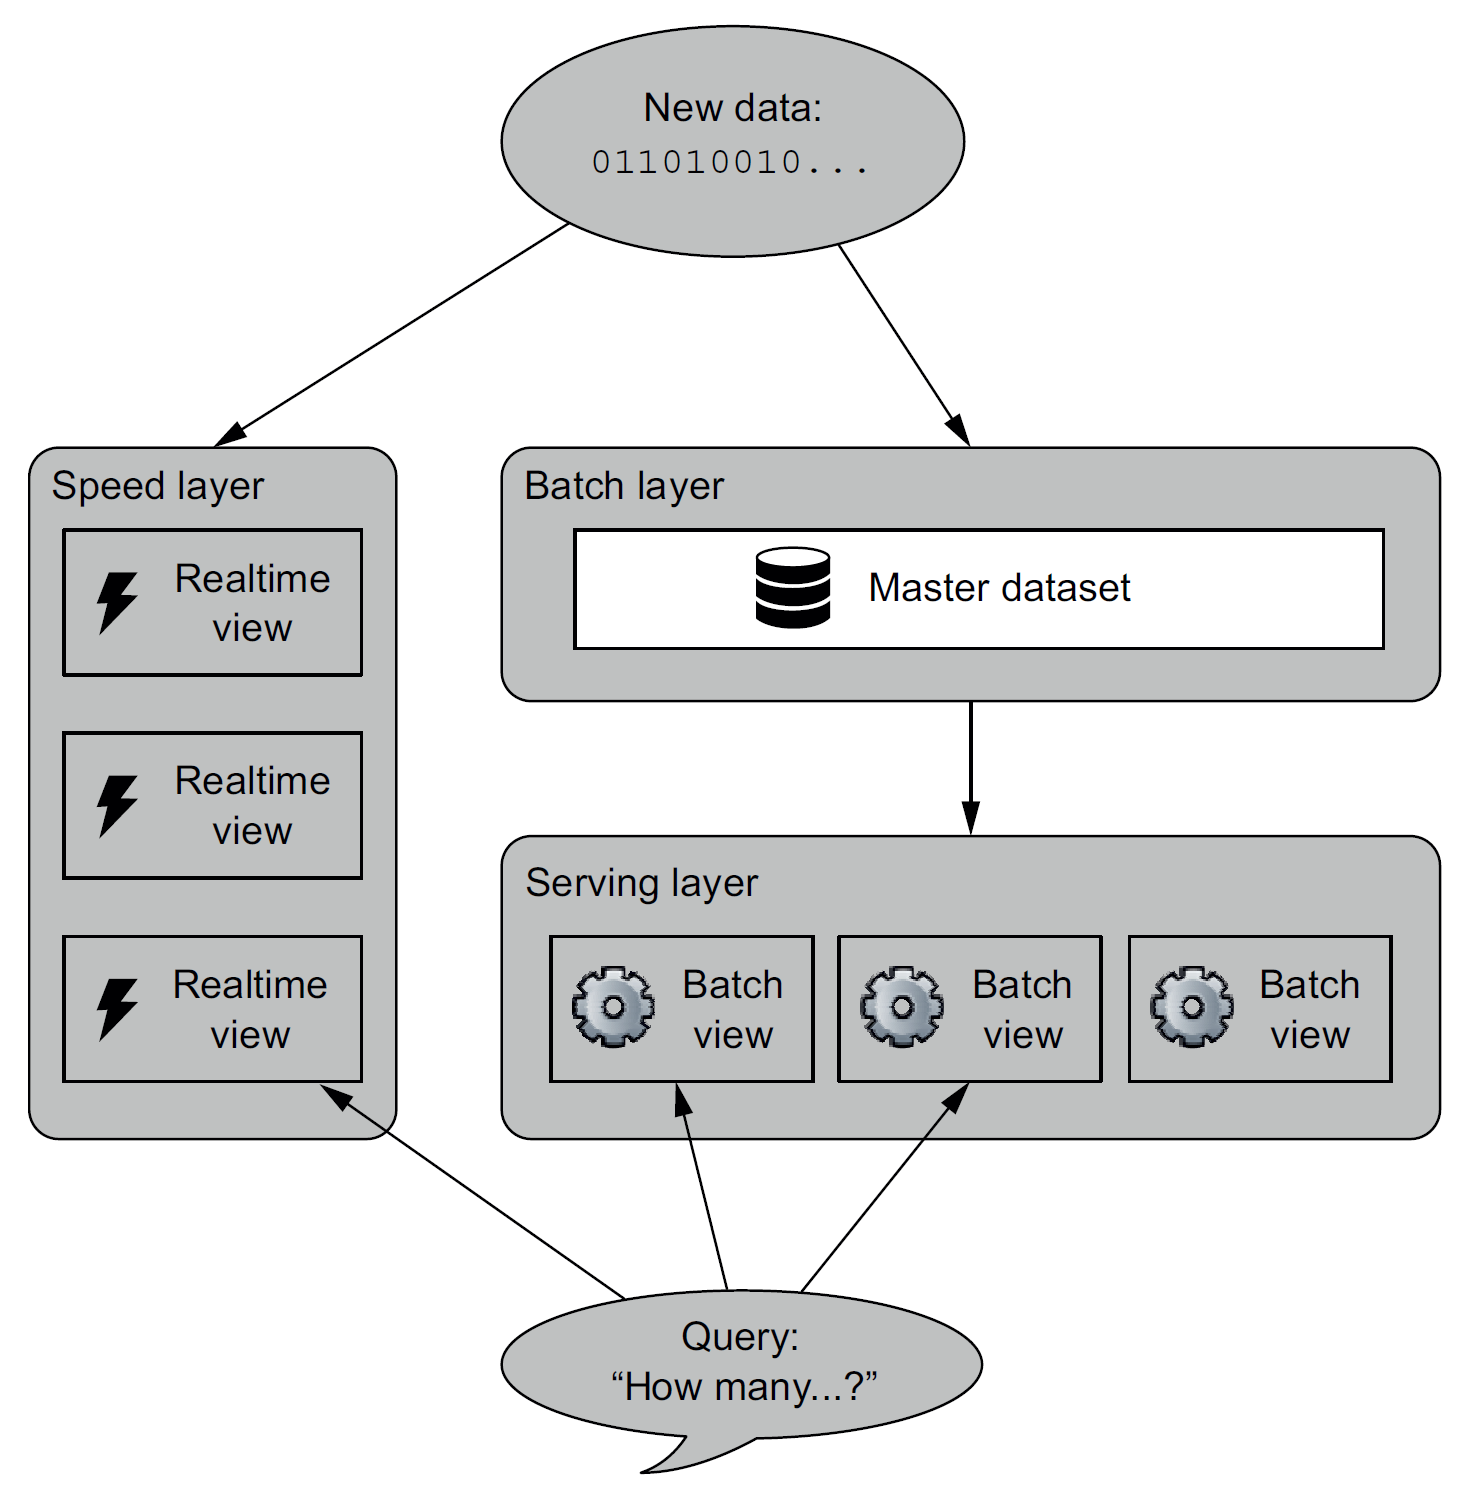 New data:
011010010...
Speed layer
Realtime
view
Realtime
view
Realtime
view
Batch layer
Master dataset
Serving layer
Batch
view
Batch
view
Batch
view
Query:
“How many...?”